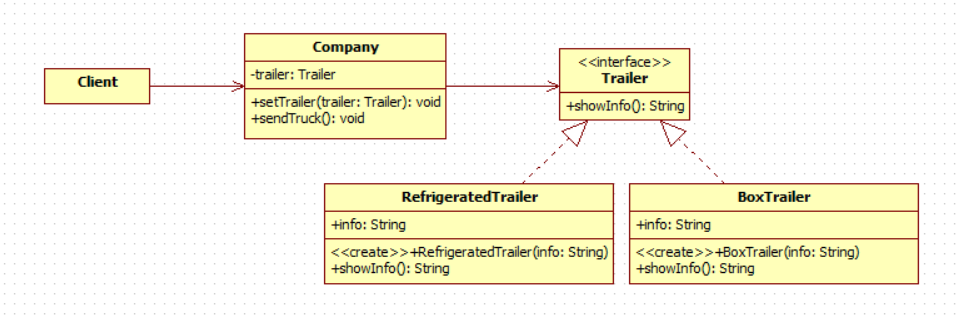 Client
Company
-trailer: Trailer
+setTrailer(trailer: Trailer): void
+sendTruck(): void
<<interface>>
Trailer
+showInfo(): String
RefrigeratedTrailer
+info: String
<<create>>+RefrigeratedTrailer(info: String)
+showInfo(): String
BoxTrailer
+info: String
<<create>>+BoxTrailer(info: String)
+showInfo(): String